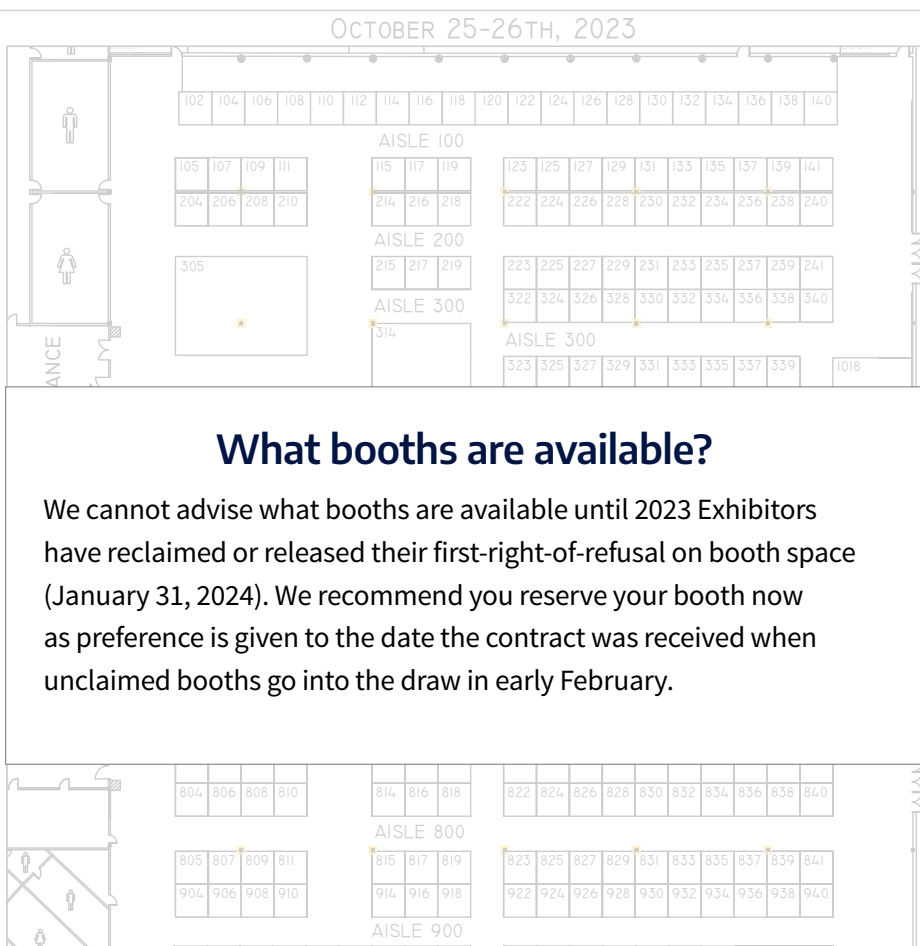 OCTOBER 25-26TH, 2023
102 104 106 108 110 112 114 116 118 120 122 124 126 128 130 132 134 136 138 140
AISLE 100
105 107 109 111 115 117 119 123 125 127 129 131 133 135 137 139 141
204 206 208 210 214 216 218 222 224 226 228 230 232 234 236 238 240
AISLE 200
305 215 217 219 223 225 227 229 231 233 235 237 239 241
322 324 326 328 330 332 334 336 338 340
AISLE 300
314
AISLE 300
323 325 327 329 331 333 335 337 339 1018
ANCE
What booths are available?
We cannot advise what booths are available until 2023 Exhibitors
have reclaimed or released their first-right-of-refusal on booth space
(January 31, 2024). We recommend you reserve your booth now
as preference is given to the date the contract was received when
unclaimed booths go into the draw in early February.
804 806 808 810 814 816 818 822 824 826 828 830 832 834 836 838 840
AISLE 800
805 807 809 811 815 817 819 823 825 827 829 831 833 835 837 839 841
904 906 908 910 914 916 918 922 924 926 928 930 932 934 936 938 940
AISLE 900